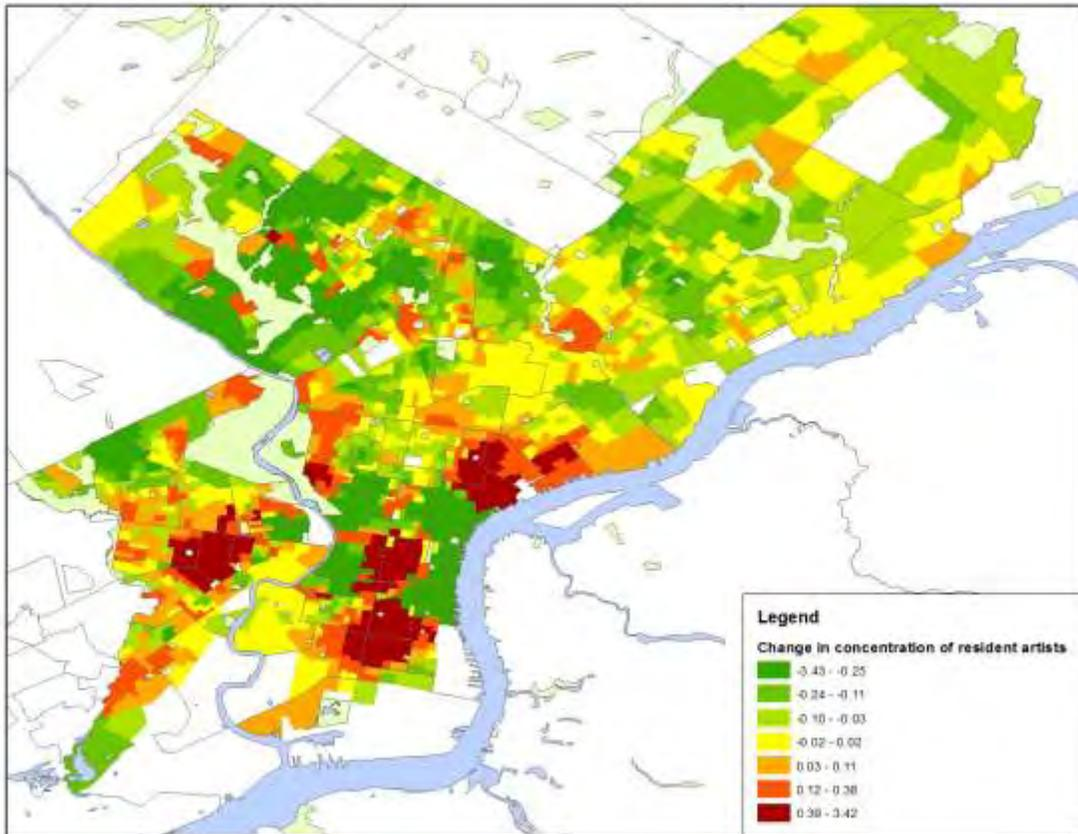 Legend
Change in concentration of resident artists
-3.43 - -0.25
-0.24 - -0.11
-0.10 - -0.03
-0.02 - 0.02
0.03 - 0.11
0.12 - 0.38
0.39 - 3.42